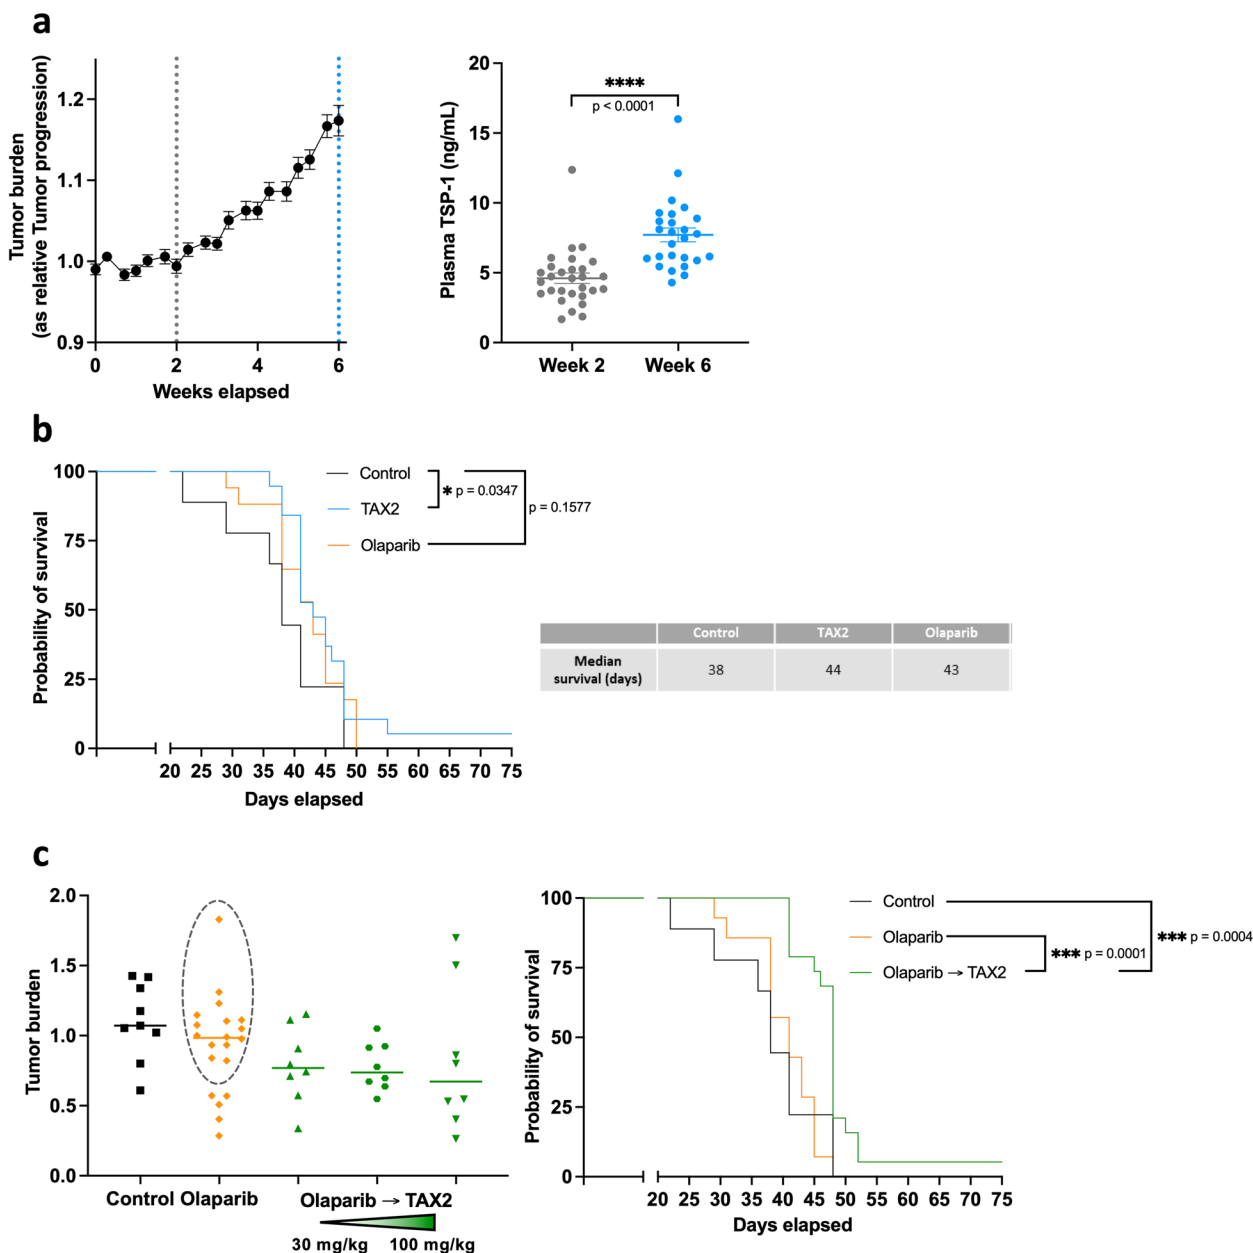 a
Tumor burden
(as relative Tumor progression)
1.2
1.1
1.0
0.9
0
2
4
6
Weeks elapsed
Plasma TSP-1 (ng/mL)
20
15
10
5
0
****
p < 0.0001
Week 2
Week 6
b
Probability of survival
100
75
50
25
0
20 25 30 35 40 45 50 55 60 65 70 75
Days elapsed
Control
TAX2
Olaparib
* p = 0.0347
p = 0.1577
Control TAX2 Olaparib
Median
survival (days)
38 44 43
c
Tumor burden
2.0
1.5
1.0
0.5
0.0
Control Olaparib Olaparib → TAX2
30 mg/kg 100 mg/kg
Probability of survival
100
75
50
25
0
20 25 30 35 40 45 50 55 60 65 70 75
Days elapsed
Control
Olaparib
Olaparib → TAX2
*** p = 0.0001
*** p = 0.0004